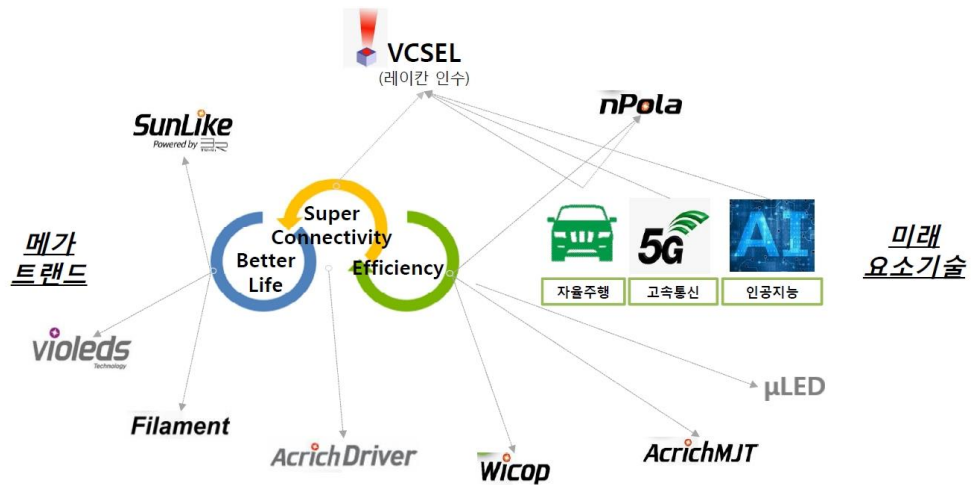 VCSEL
(레이칸 인수)
nPola
SunLike
Powered by
Super
Connectivity
Better
Life
Efficiency
메가
트랜드
5G
AI
자율주행
고속통신
인공지능
미래
요소기술
violeds
Technology
µLED
Filament
Acrich Driver
Wicop
AcrichMJT